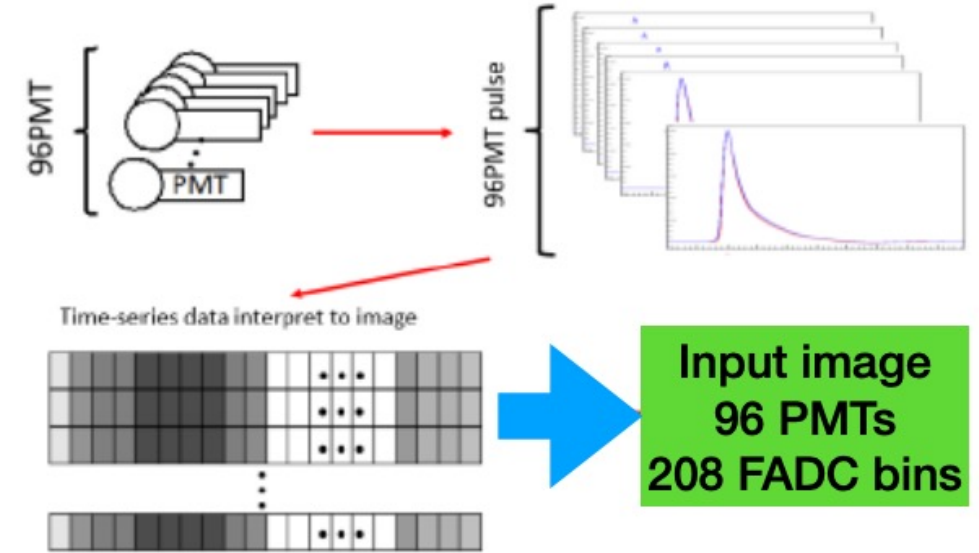 96PMT
PMT
96PMT pulse
Time-series data interpret to image
Input image
96 PMTs
208 FADC bins